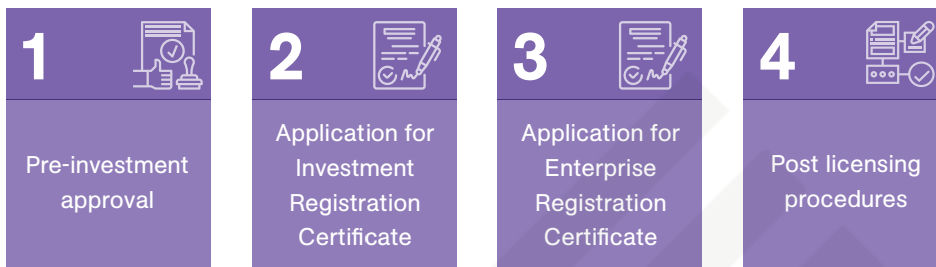 1
Pre-investment
approval
2
Application for
Investment
Registration
Certificate
3
Application for
Enterprise
Registration
Certificate
4
Post licensing
procedures